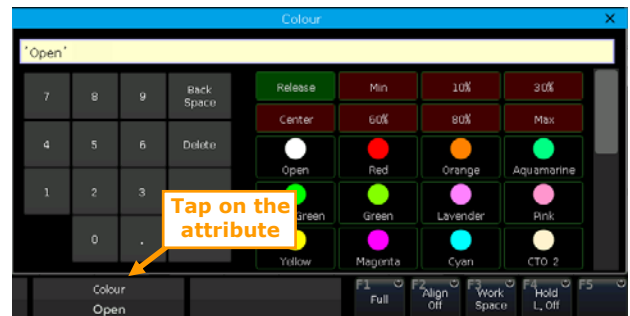 Colour
'Open'
7 8 9 Back Space
4 5 6 Delete
1 2 3
0 .
Release Min 10% 30%
Center 60% 80% Max
Open Red Orange Aquamarine
Green Green Lavender Pink
Yellow Magenta Cyan CTO 2
Tap on the
attribute
Colour
Open
F1 Full
F2 Align Off
F3 Work Space
F4 Hold L, Off
F5